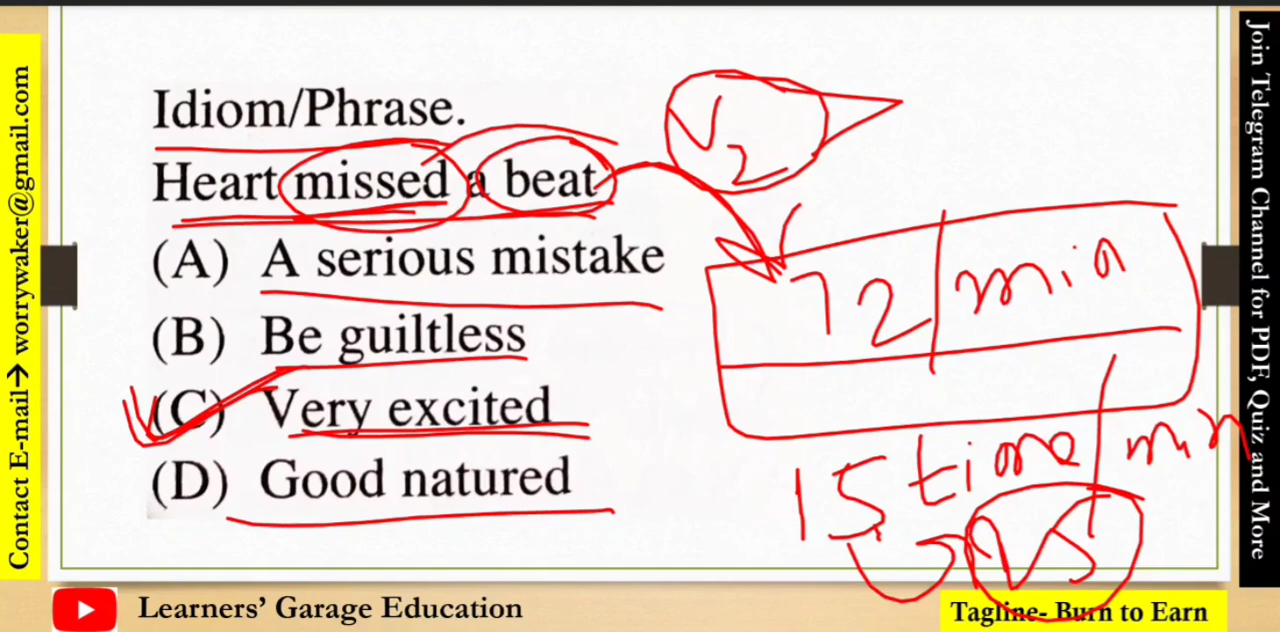 Idiom/Phrase.
Heart missed a beat
(A) A serious mistake
(B) Be guiltless
(C) Very excited
(D) Good natured
V2
72/min
15 time/min
Contact E-mail→ worrywaker@gmail.com
Join Telegram Channel for PDF, Quiz and More
Learners' Garage Education
Tagline- Burn to Earn